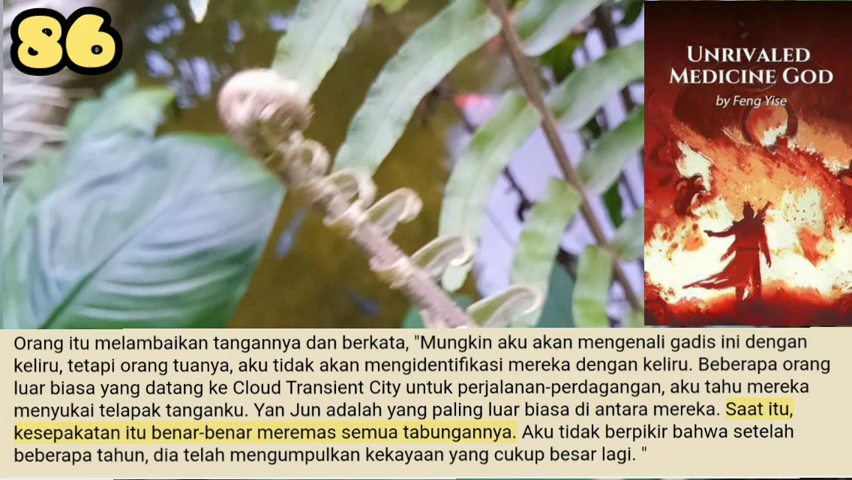 86
UNRIVALED
MEDICINE GOD
by Feng Yise
Orang itu melambaikan tangannya dan berkata, "Mungkin aku akan mengenali gadis ini dengan
keliru, tetapi orang tuanya, aku tidak akan mengidentifikasi mereka dengan keliru. Beberapa orang
luar biasa yang datang ke Cloud Transient City untuk perjalanan-perdagangan, aku tahu mereka
menyukai telapak tanganku. Yan Jun adalah yang paling luar biasa di antara mereka. Saat itu,
kesepakatan itu benar-benar meremas semua tabungannya. Aku tidak berpikir bahwa setelah
beberapa tahun, dia telah mengumpulkan kekayaan yang cukup besar lagi. "